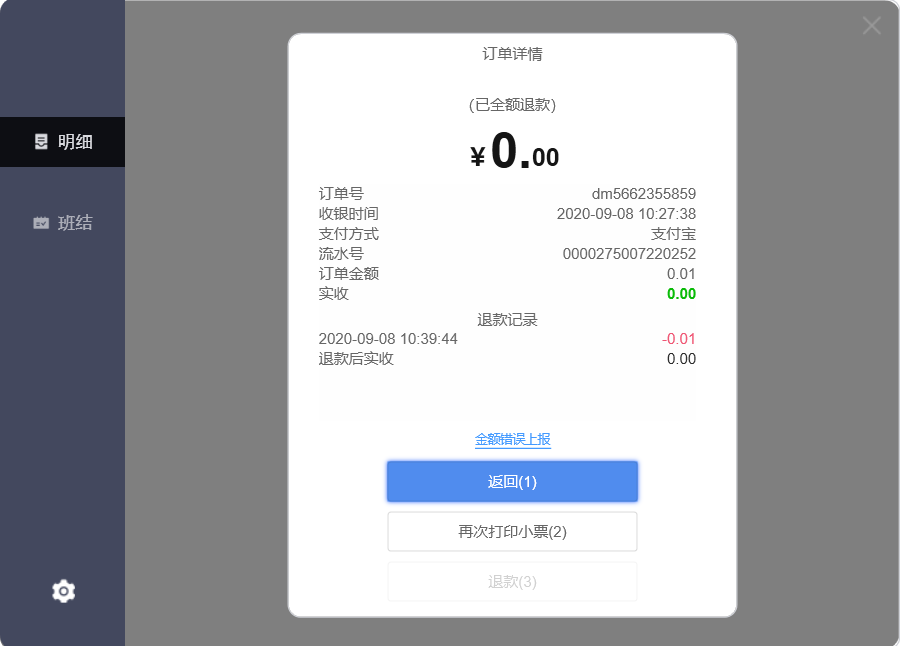 订单详情
(已全额退款)
¥0.00
明细
订单号 dm5662355859
收银时间 2020-09-08 10:27:38
班结
支付方式 支付宝
流水号 0000275007220252
订单金额 0.01
实收 0.00
退款记录
2020-09-08 10:39:44 -0.01
退款后实收 0.00
金额错误上报
返回(1)
再次打印小票(2)
退款(3)